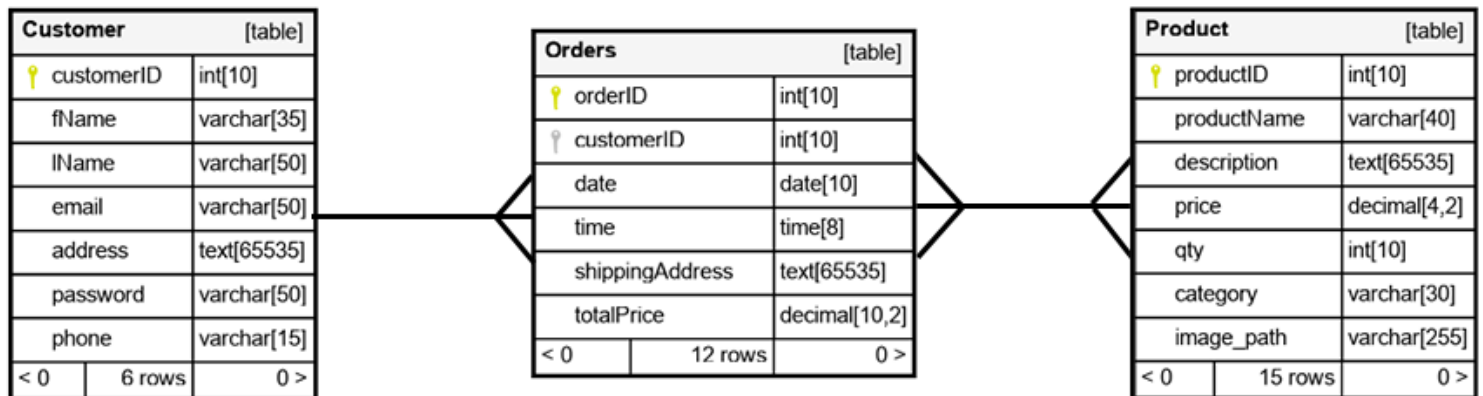 Customer [table]
customerID int[10]
fName varchar[35]
lName varchar[50]
email varchar[50]
address text[65535]
password varchar[50]
phone varchar[15]
< 0 6 rows 0 >
Orders [table]
orderID int[10]
customerID int[10]
date date[10]
time time[8]
shippingAddress text[65535]
totalPrice decimal[10,2]
< 0 12 rows 0 >
Product [table]
productID int[10]
productName varchar[40]
description text[65535]
price decimal[4,2]
qty int[10]
category varchar[30]
image_path varchar[255]
< 0 15 rows 0 >